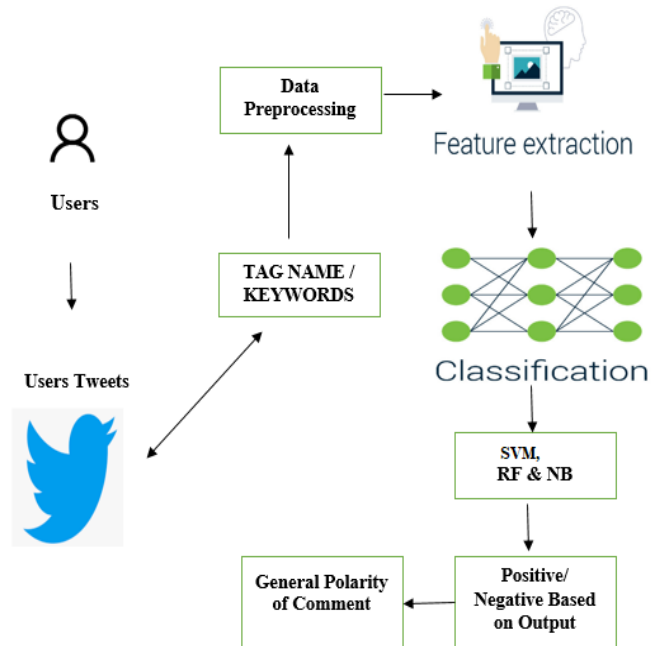 Users
Users Tweets
TAG NAME /
KEYWORDS
Data
Preprocessing
Feature extraction
Classification
SVM,
RF & NB
Positive/
Negative Based
on Output
General Polarity
of Comment